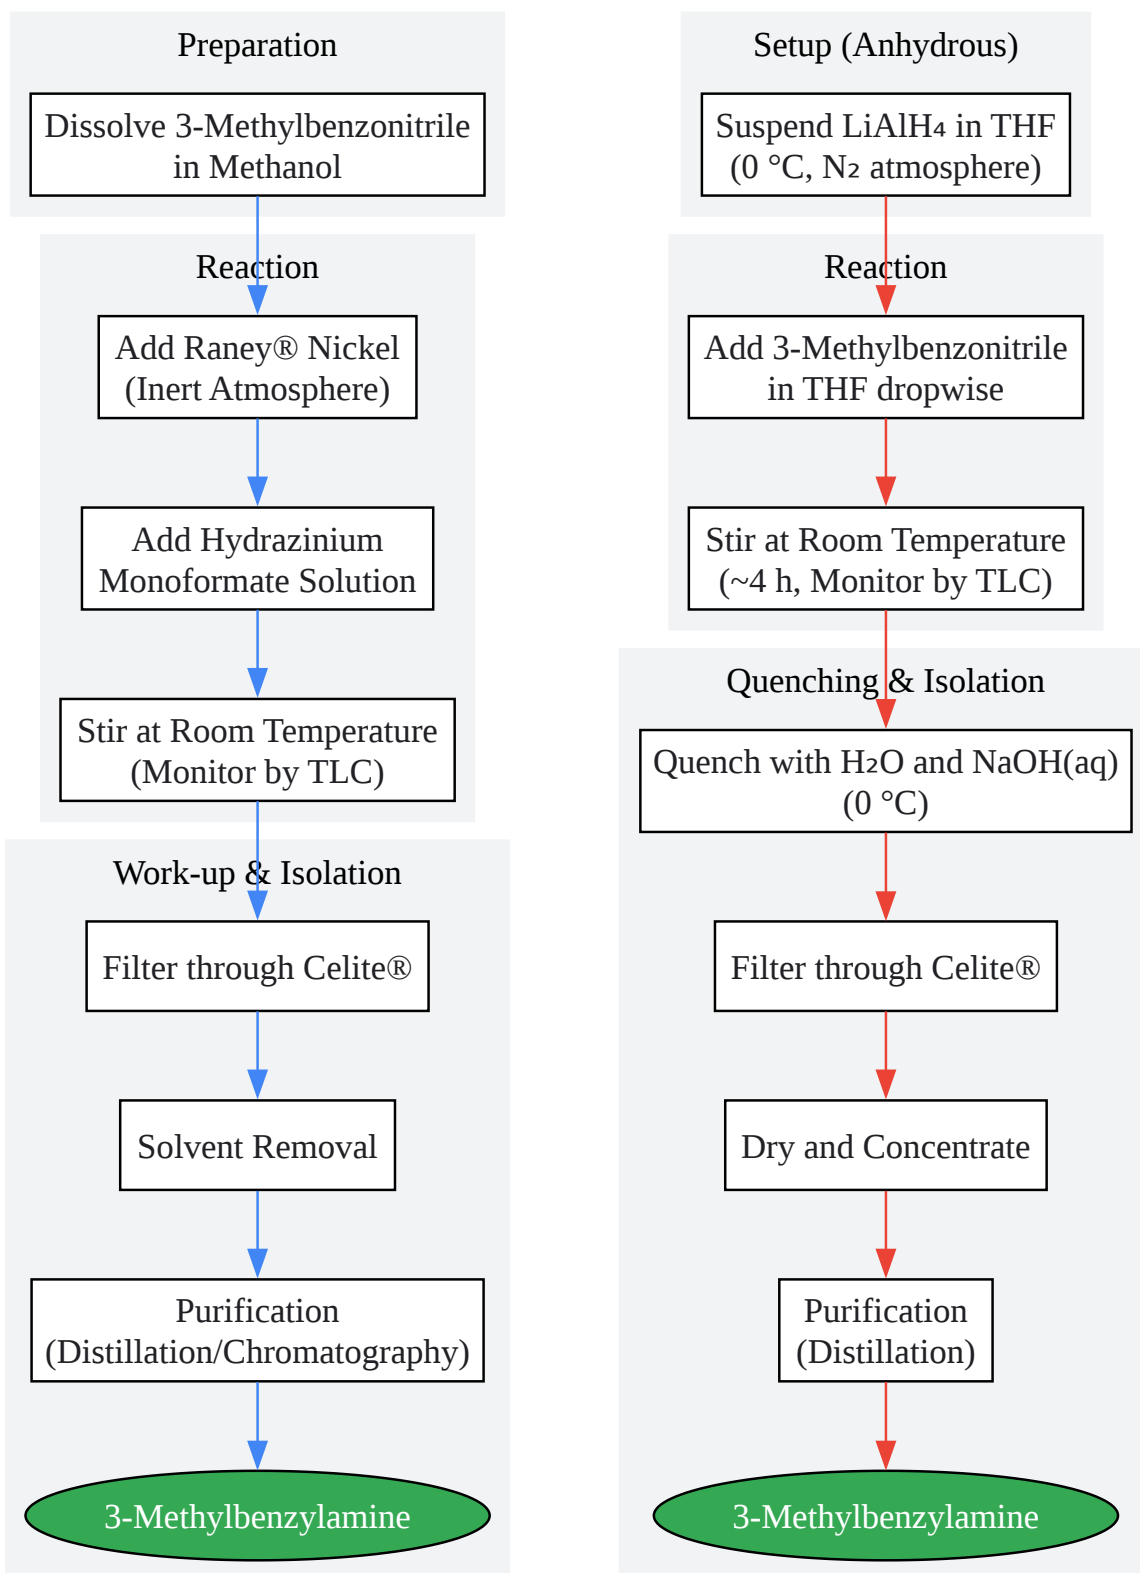 Preparation
Dissolve 3-Methylbenzonitrile
in Methanol
Reaction
Add Raney® Nickel
(Inert Atmosphere)
Add Hydrazinium
Monoformate Solution
Stir at Room Temperature
(Monitor by TLC)
Work-up & Isolation
Filter through Celite®
Solvent Removal
Purification
(Distillation/Chromatography)
3-Methylbenzylamine
Setup (Anhydrous)
Suspend LiAlH₄ in THF
(0 °C, N₂ atmosphere)
Reaction
Add 3-Methylbenzonitrile
in THF dropwise
Stir at Room Temperature
(~4 h, Monitor by TLC)
Quenching & Isolation
Quench with H₂O and NaOH(aq)
(0 °C)
Filter through Celite®
Dry and Concentrate
Purification
(Distillation)
3-Methylbenzylamine